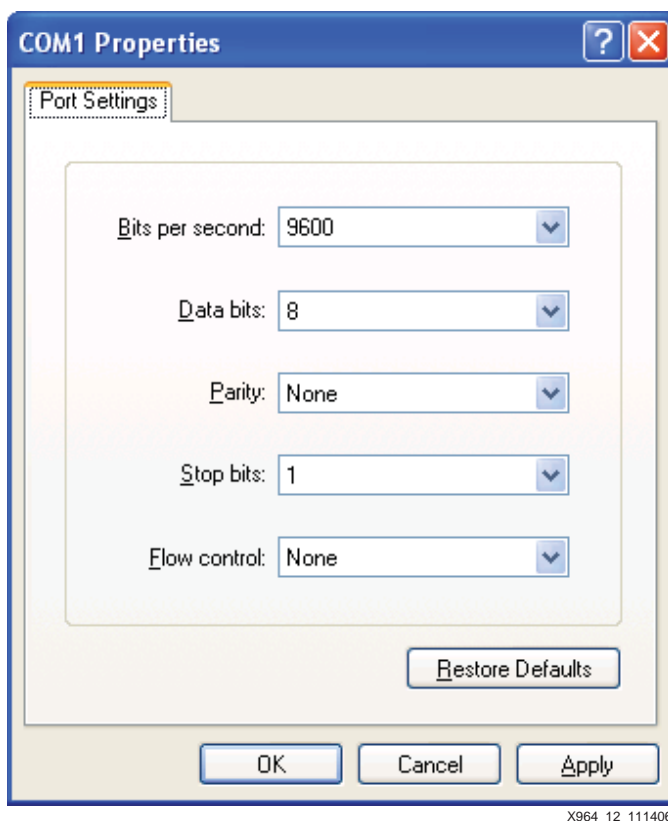 COM1 Properties
Port Settings
Bits per second: 9600
Data bits: 8
Parity: None
Stop bits: 1
Flow control: None
Restore Defaults
OK Cancel Apply
X964_12_111406